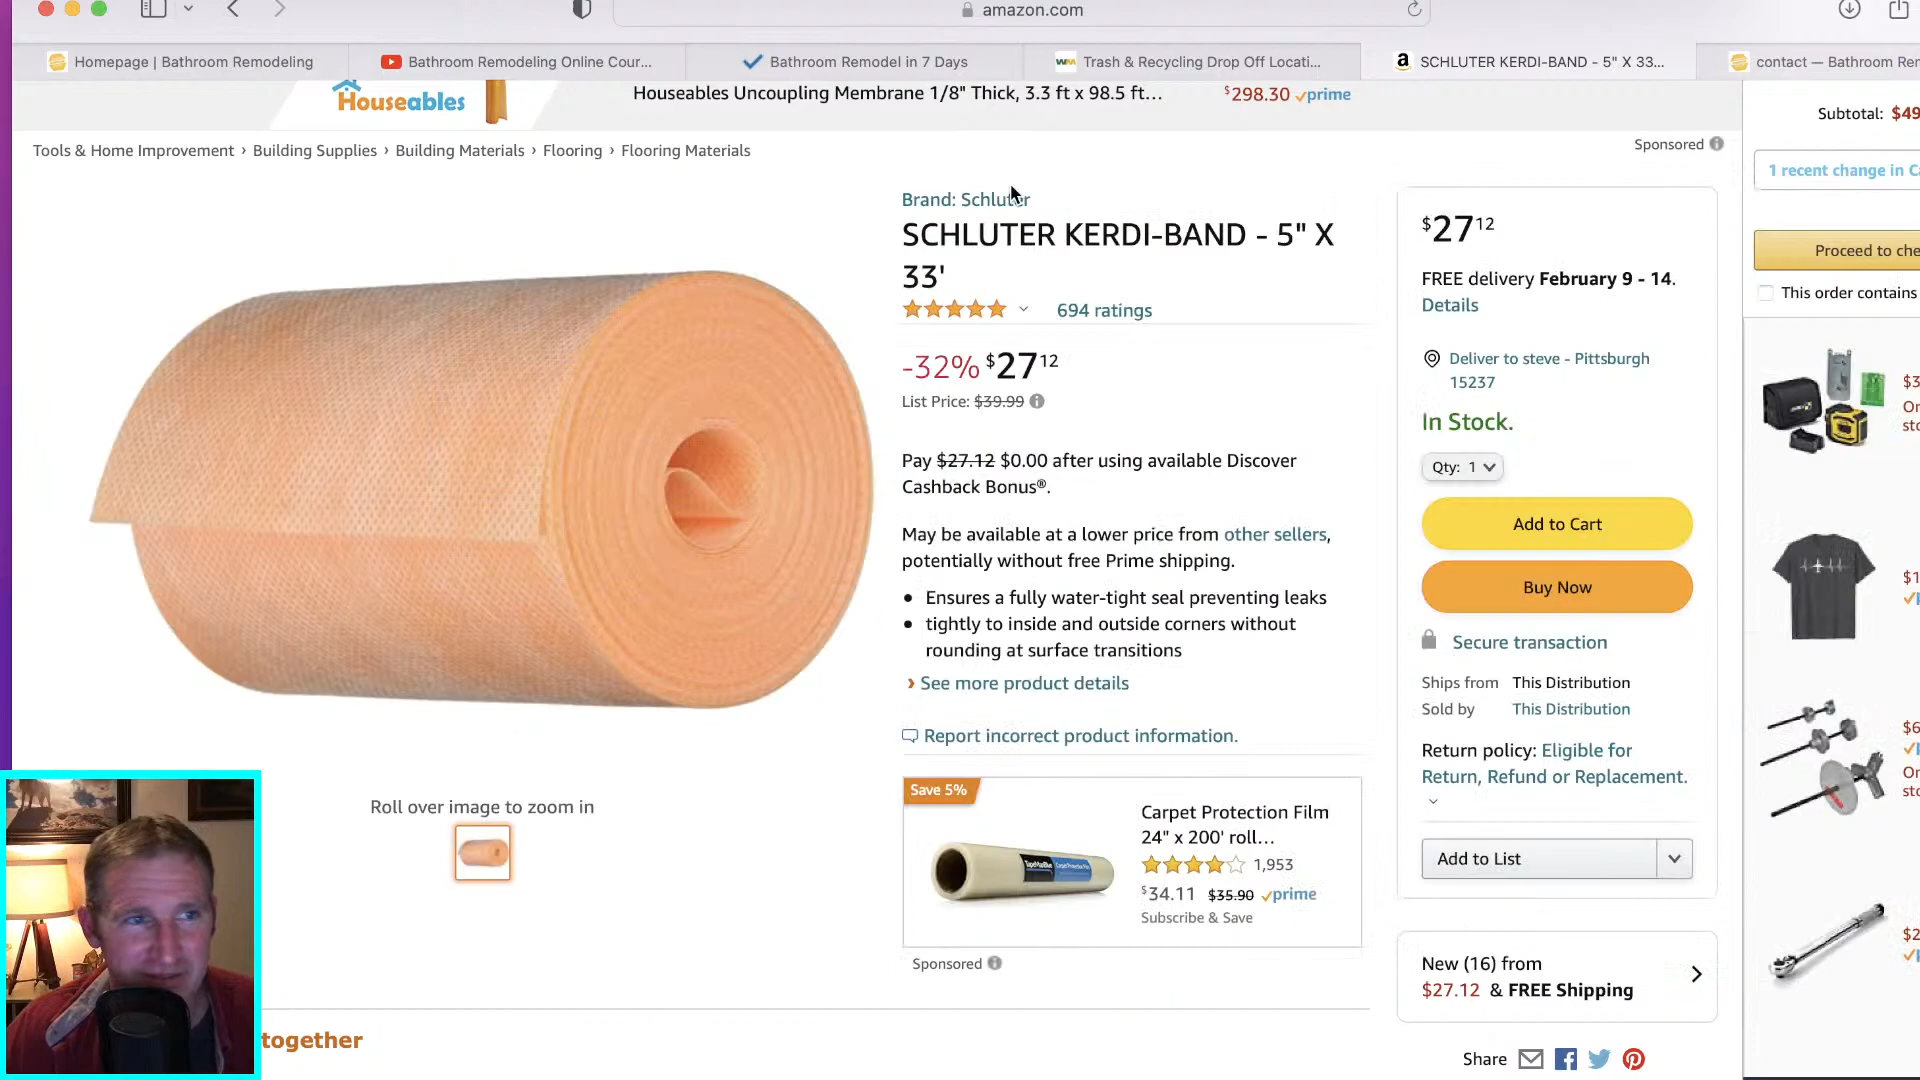 amazon.com
Homepage | Bathroom Remodeling
Bathroom Remodeling Online Cour...
Bathroom Remodel in 7 Days
Trash & Recycling Drop Off Locati...
a SCHLUTER KERDI-BAND - 5" X 33...
contact — Bathroom Re
Houseables
Houseables Uncoupling Membrane 1/8" Thick, 3.3 ft x 98.5 ft...
$298.30 prime
Sponsored
Tools & Home Improvement › Building Supplies › Building Materials › Flooring › Flooring Materials
Brand: Schluter
SCHLUTER KERDI-BAND - 5" X
33'
694 ratings
-32% $27 12
List Price: $39.99
Pay $27.12 $0.00 after using available Discover
Cashback Bonus®.
May be available at a lower price from other sellers,
potentially without free Prime shipping.
• Ensures a fully water-tight seal preventing leaks
• tightly to inside and outside corners without
rounding at surface transitions
› See more product details
Report incorrect product information.
Roll over image to zoom in
Save 5%
Carpet Protection Film
24" x 200' roll...
1,953
$34.11 $35.90 prime
Subscribe & Save
Sponsored
together
$27 12
FREE delivery February 9 - 14.
Details
Deliver to steve - Pittsburgh
15237
In Stock.
Qty: 1
Add to Cart
Buy Now
Secure transaction
Ships from This Distribution
Sold by This Distribution
Return policy: Eligible for
Return, Refund or Replacement.
Add to List
New (16) from
$27.12 & FREE Shipping
Share
Subtotal: $49
1 recent change in Ca
Proceed to che
This order contains
$3
Or
sto
$1
$6
Or
sto
$2